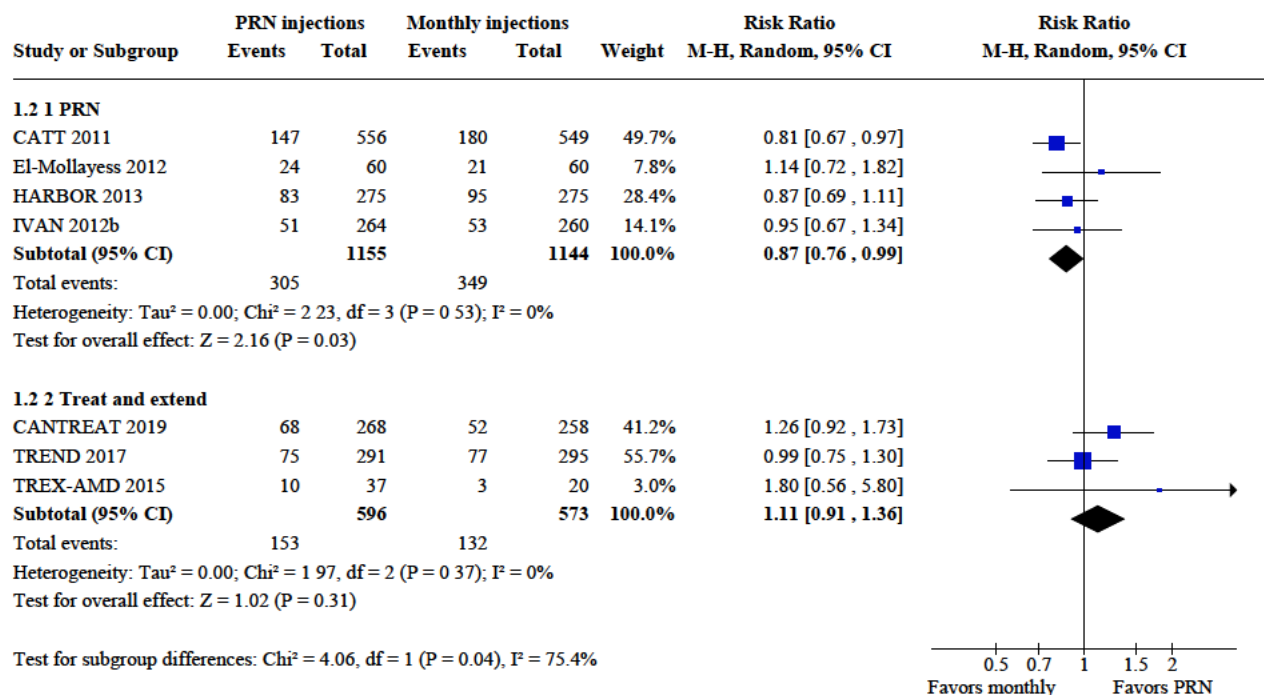 PRN injections Monthly injections Risk Ratio Risk Ratio
Study or Subgroup Events Total Events Total Weight M-H, Random, 95% CI M-H, Random, 95% CI
1.2 1 PRN
CATT 2011 147 556 180 549 49.7% 0.81 [0.67 , 0.97]
El-Mollayess 2012 24 60 21 60 7.8% 1.14 [0.72 , 1.82]
HARBOR 2013 83 275 95 275 28.4% 0.87 [0.69 , 1.11]
IVAN 2012b 51 264 53 260 14.1% 0.95 [0.67 , 1.34]
Subtotal (95% CI) 1155 1144 100.0% 0.87 [0.76 , 0.99]
Total events: 305 349
Heterogeneity: Tau² = 0.00; Chi² = 2 23, df = 3 (P = 0 53); I² = 0%
Test for overall effect: Z = 2.16 (P = 0.03)
1.2 2 Treat and extend
CANTREAT 2019 68 268 52 258 41.2% 1.26 [0.92 , 1.73]
TREND 2017 75 291 77 295 55.7% 0.99 [0.75 , 1.30]
TREX-AMD 2015 10 37 3 20 3.0% 1.80 [0.56 , 5.80]
Subtotal (95% CI) 596 573 100.0% 1.11 [0.91 , 1.36]
Total events: 153 132
Heterogeneity: Tau² = 0.00; Chi² = 1 97, df = 2 (P = 0 37); I² = 0%
Test for overall effect: Z = 1.02 (P = 0.31)
Test for subgroup differences: Chi² = 4.06, df = 1 (P = 0.04), I² = 75.4%
0.5 0.7 1 1.5 2
Favors monthly Favors PRN